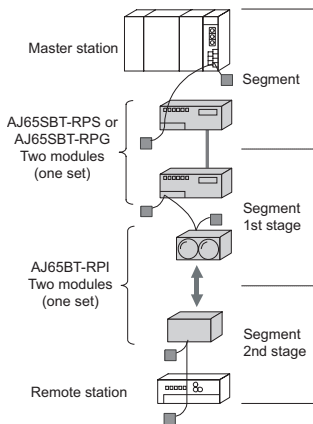 Master station
Segment
AJ65SBT-RPS or
AJ65SBT-RPG
Two modules
(one set)
Segment
1st stage
AJ65BT-RPI
Two modules
(one set)
Segment
2nd stage
Remote station